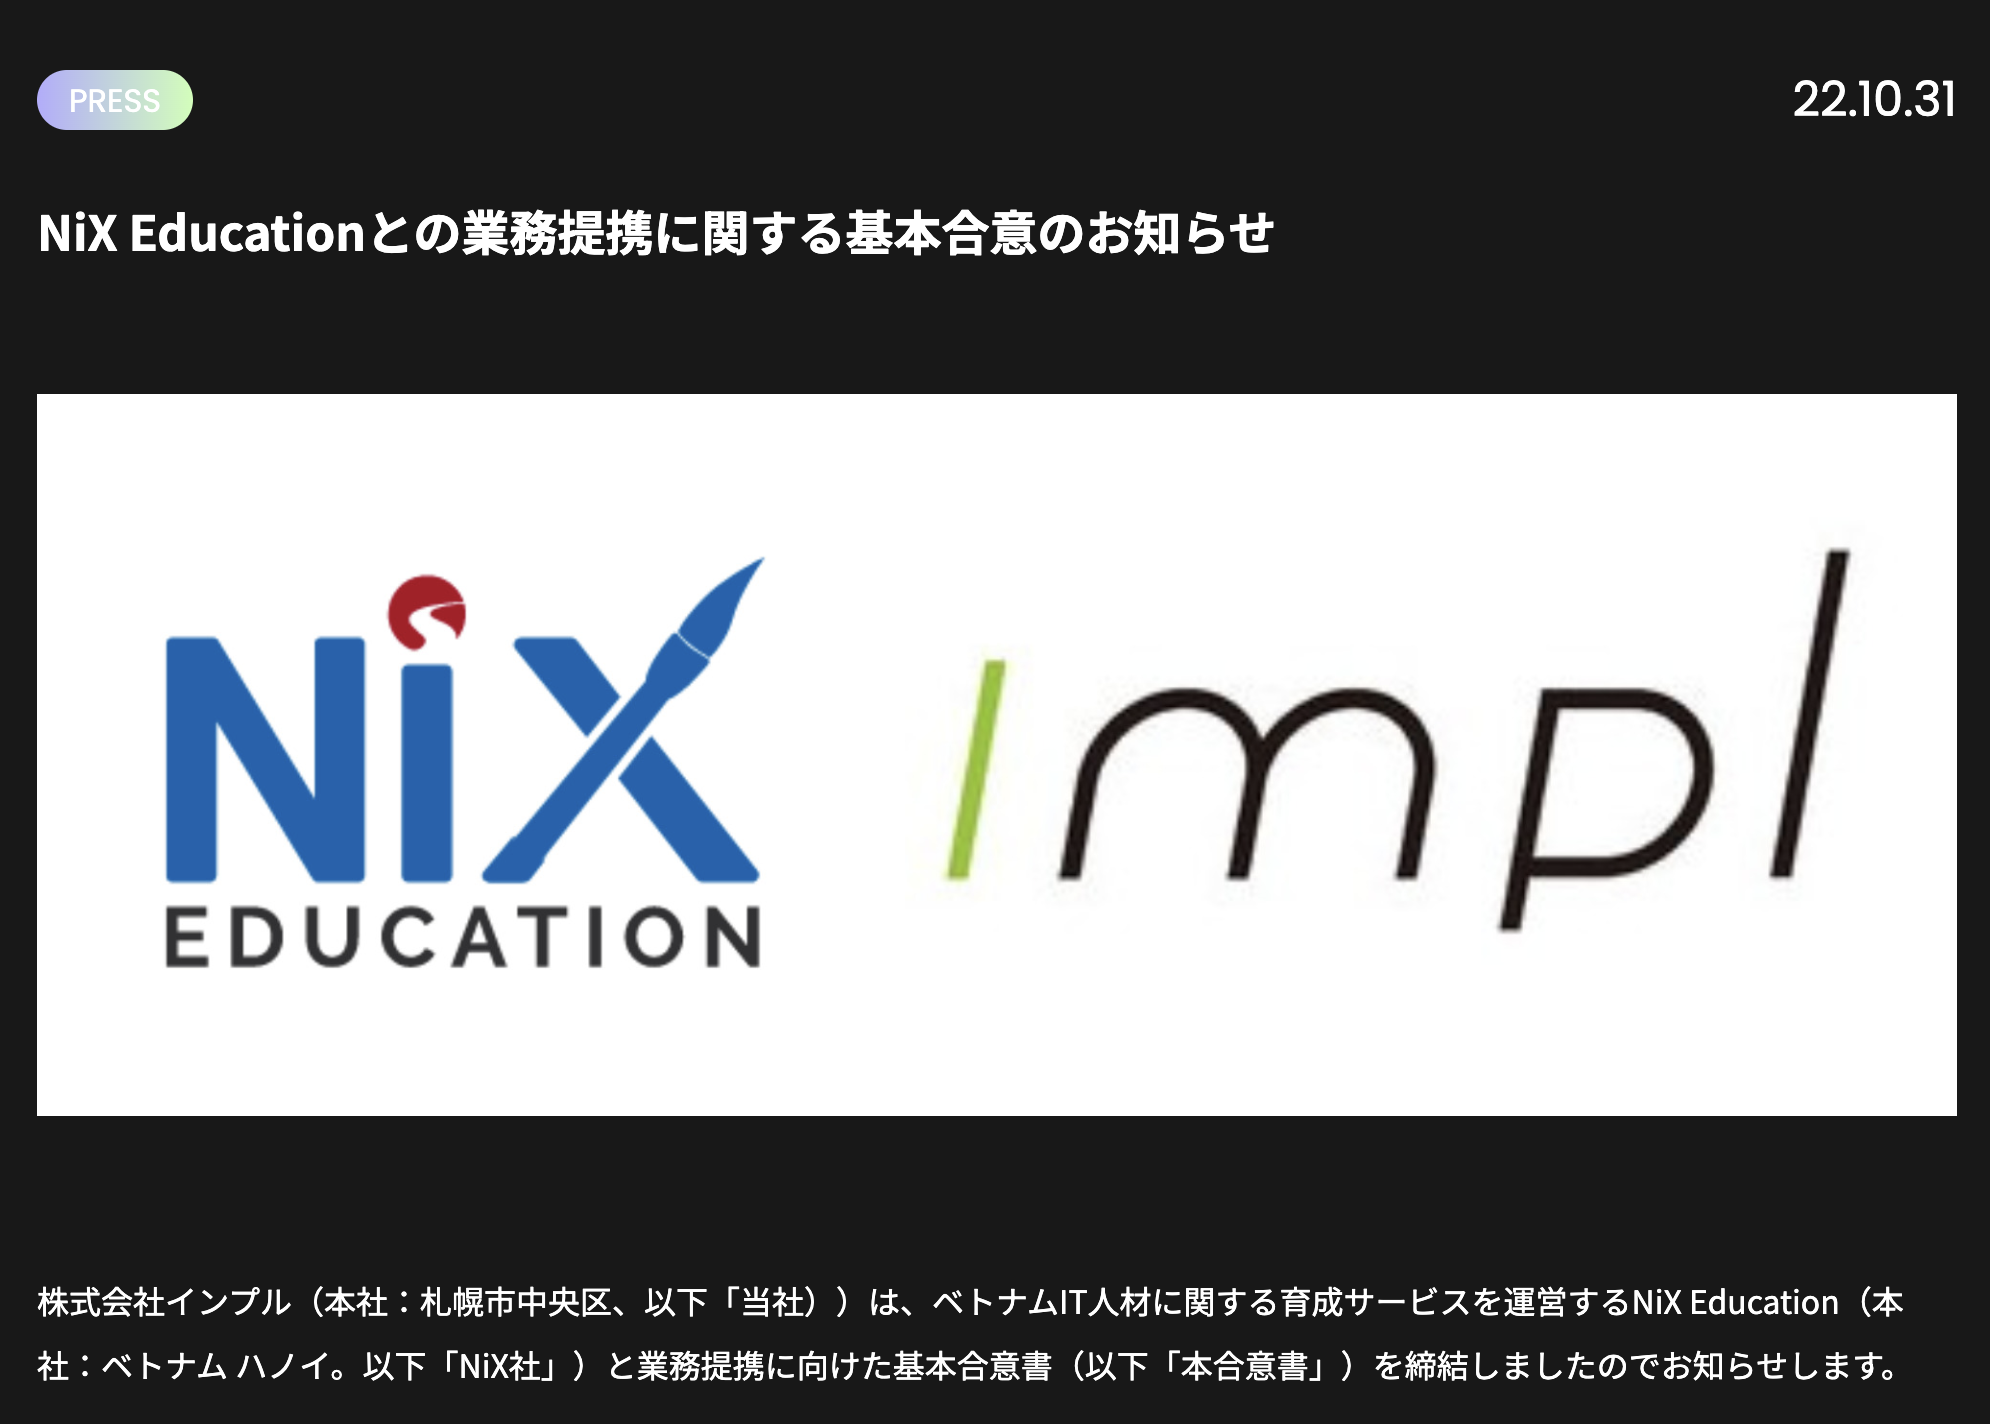 PRESS
22.10.31
NiX Educationとの業務提携に関する基本合意のお知らせ
NiX
EDUCATION
impl
株式会社インプル（本社：札幌市中央区、以下「当社））は、ベトナムIT人材に関する育成サービスを運営するNiX Education（本
社：ベトナム ハノイ。以下「NiX社」）と業務提携に向けた基本合意書（以下「本合意書」）を締結しましたのでお知らせします。